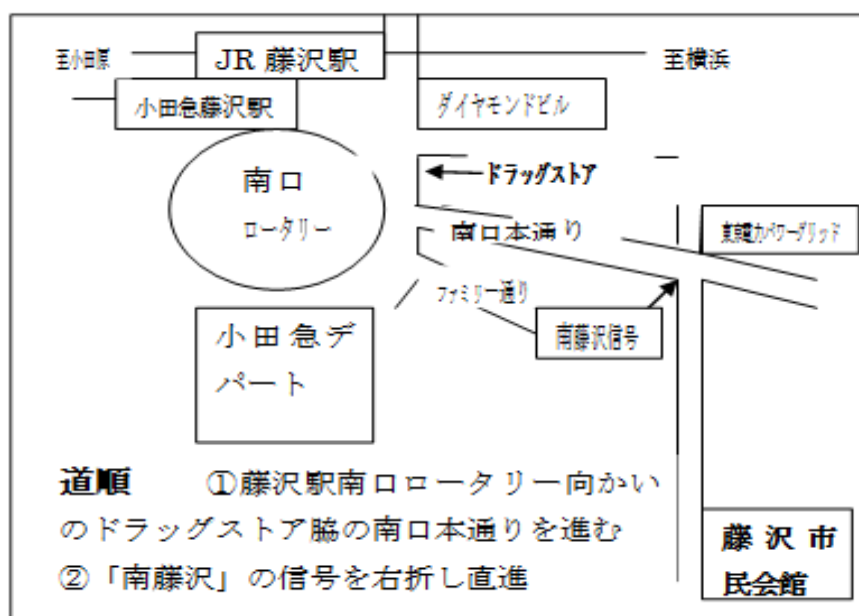 至小田原
JR 藤沢駅
至横浜
小田急藤沢駅
ダイヤモンドビル
南口
ロータリー
ドラッグストア
南口本通り
東京電力パワーグリッド
ファミリー通り
南藤沢信号
小田急デ
パート
道順 ①藤沢駅南口ロータリー向かい
のドラッグストア脇の南口本通りを進む
②「南藤沢」の信号を右折し直進
藤沢市
民会館